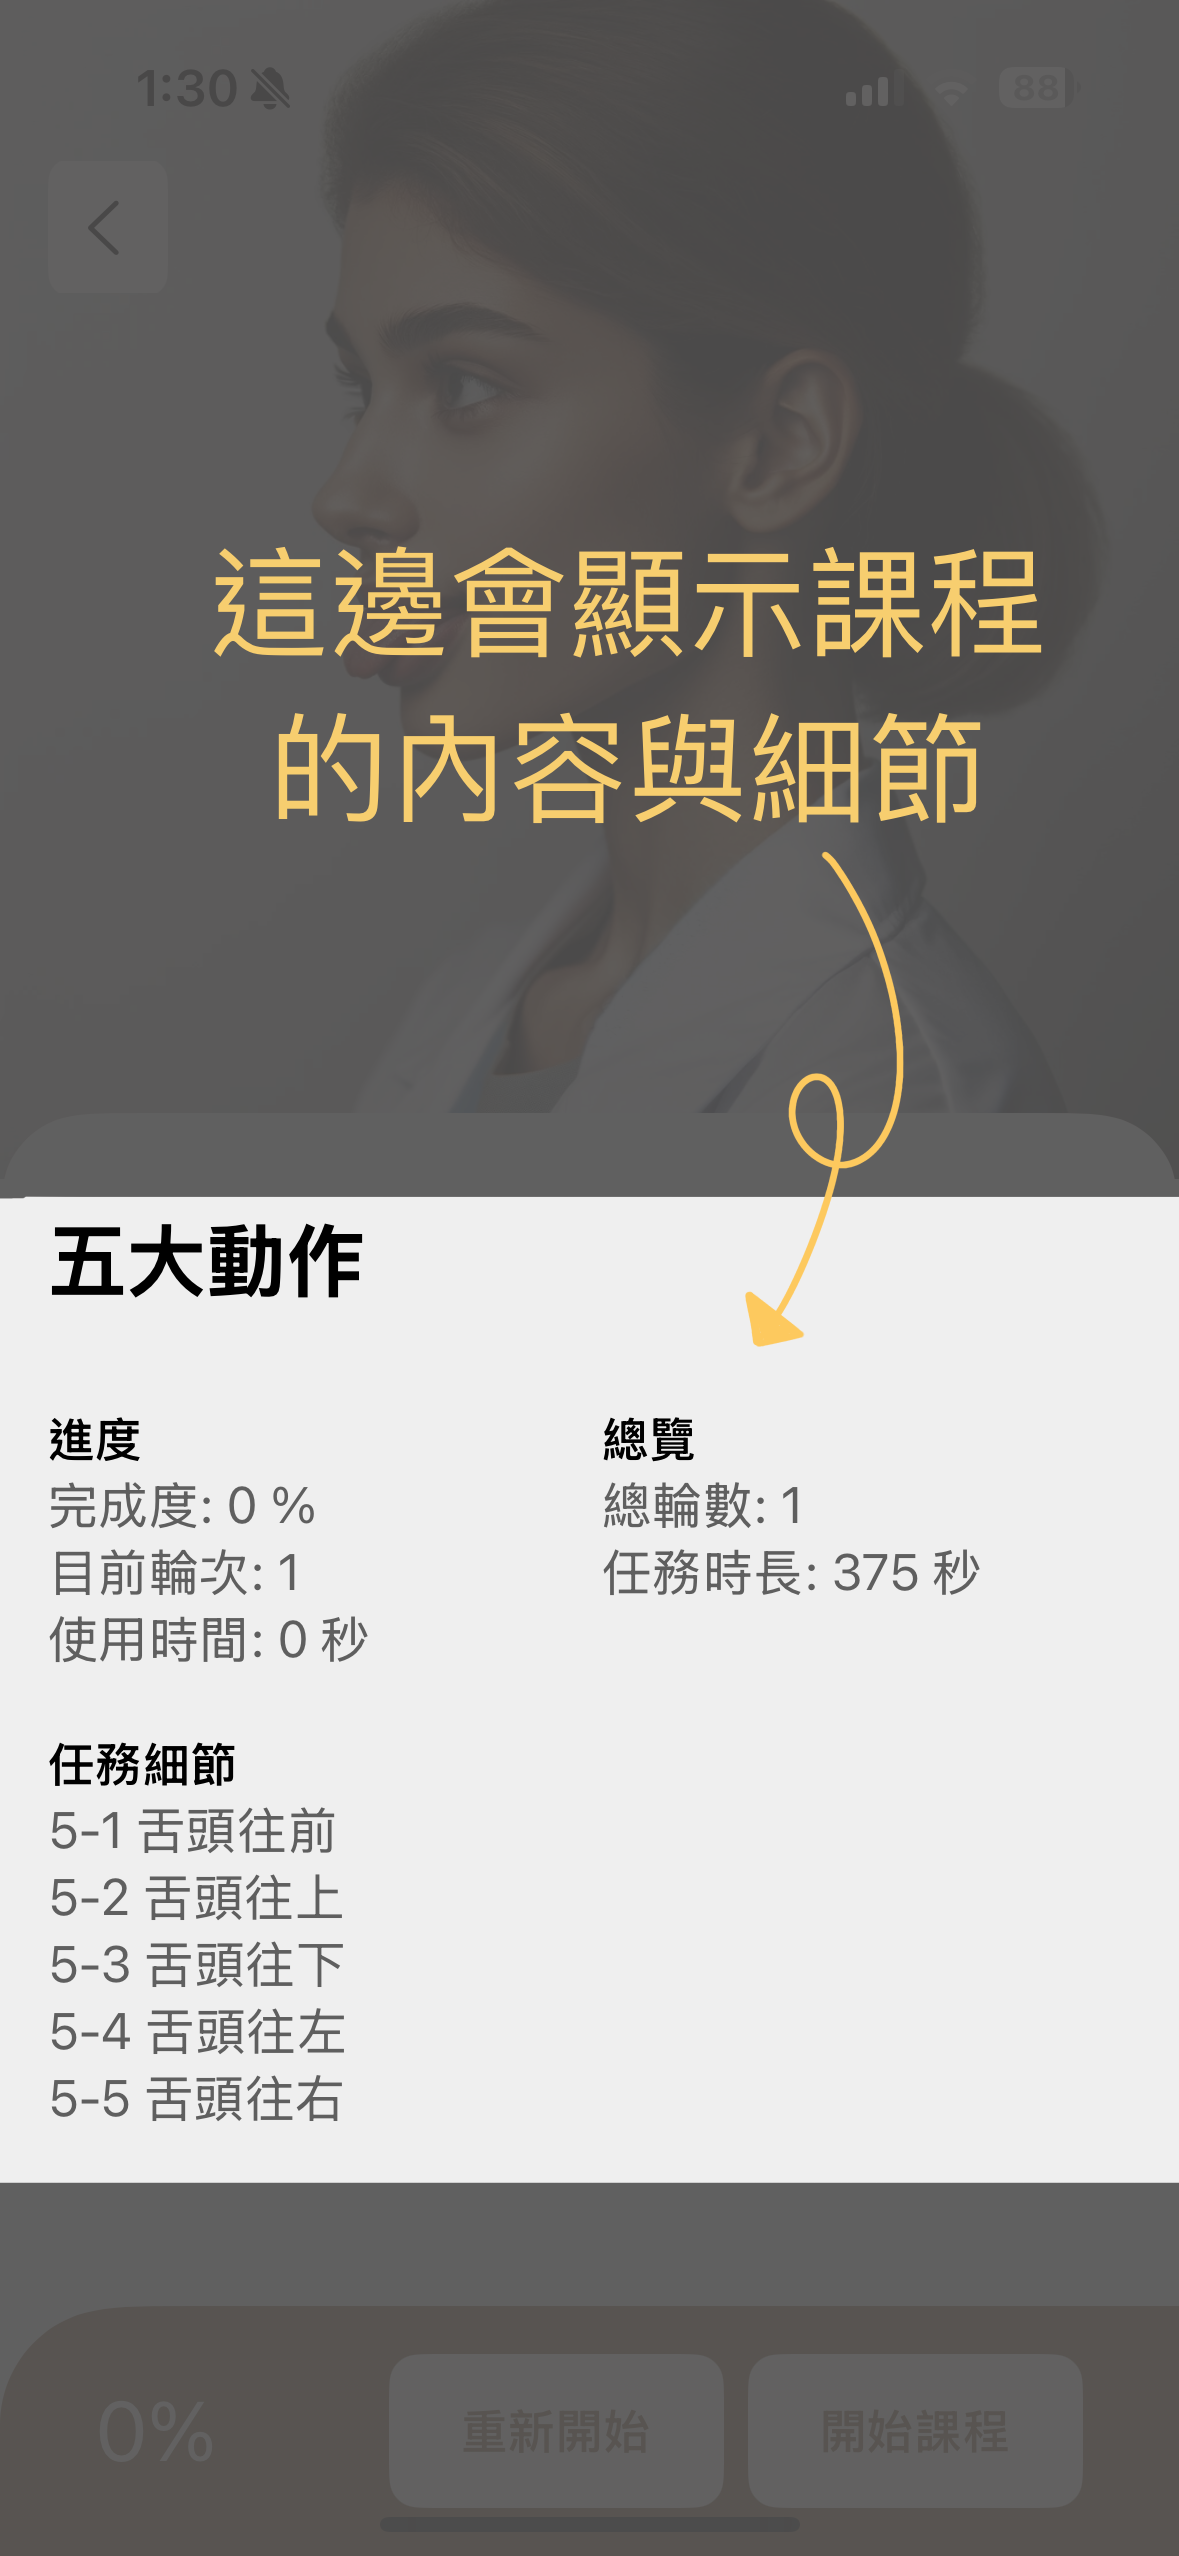 1:30
88
這邊會顯示課程
的內容與細節
五大動作
進度
完成度: 0 %
目前輪次: 1
使用時間: 0 秒
總覽
總輪數: 1
任務時長: 375 秒
任務細節
5-1 舌頭往前
5-2 舌頭往上
5-3 舌頭往下
5-4 舌頭往左
5-5 舌頭往右
0%
重新開始
開始課程